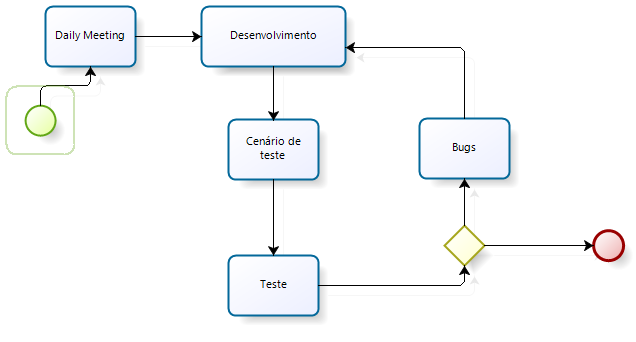 Daily Meeting
Desenvolvimento
Cenário de
teste
Bugs
Teste